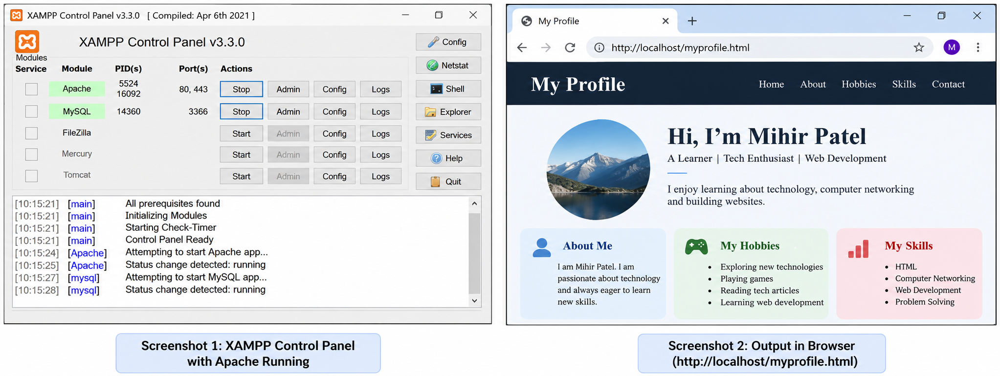 XAMPP Control Panel v3.3.0 [ Compiled: Apr 6th 2021 ]
XAMPP Control Panel v3.3.0
Config
Modules
Service Module PID(s) Port(s) Actions
Netstat
Apache 5524 16092 80, 443 Stop Admin Config Logs
Shell
MySQL 14360 3366 Stop Admin Config Logs
Explorer
FileZilla Start Admin Config Logs
Services
Mercury Start Admin Config Logs
Help
Tomcat Start Admin Config Logs
Quit
[10:15:21] [main] All prerequisites found
[10:15:21] [main] Initializing Modules
[10:15:21] [main] Starting Check-Timer
[10:15:21] [main] Control Panel Ready
[10:15:24] [Apache] Attempting to start Apache app...
[10:15:25] [Apache] Status change detected: running
[10:15:27] [mysql] Attempting to start MySQL app...
[10:15:28] [mysql] Status change detected: running
Screenshot 1: XAMPP Control Panel
with Apache Running
My Profile
http://localhost/myprofile.html
M
My Profile
Home About Hobbies Skills Contact
Hi, I’m Mihir Patel
A Learner | Tech Enthusiast | Web Development
I enjoy learning about technology, computer networking
and building websites.
About Me
I am Mihir Patel. I am
passionate about technology
and always eager to learn
new skills.
My Hobbies
• Exploring new technologies
• Playing games
• Reading tech articles
• Learning web development
My Skills
• HTML
• Computer Networking
• Web Development
• Problem Solving
Screenshot 2: Output in Browser
(http://localhost/myprofile.html)